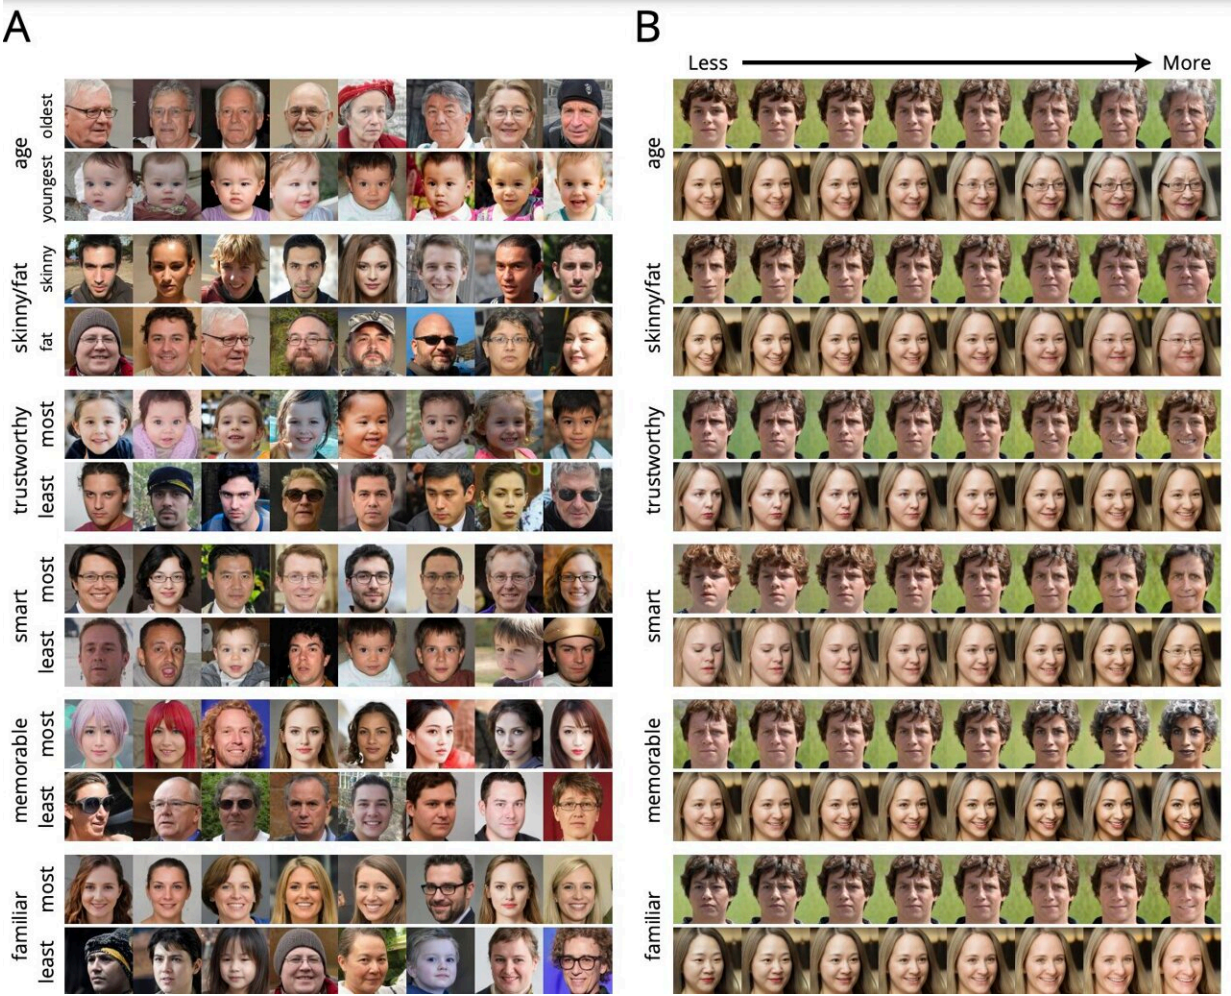 A
B
Less
More
age
oldest
youngest
age
skinny/fat
skinny
fat
skinny/fat
trustworthy
most
least
trustworthy
smart
most
least
smart
memorable
most
least
memorable
familiar
most
least
familiar